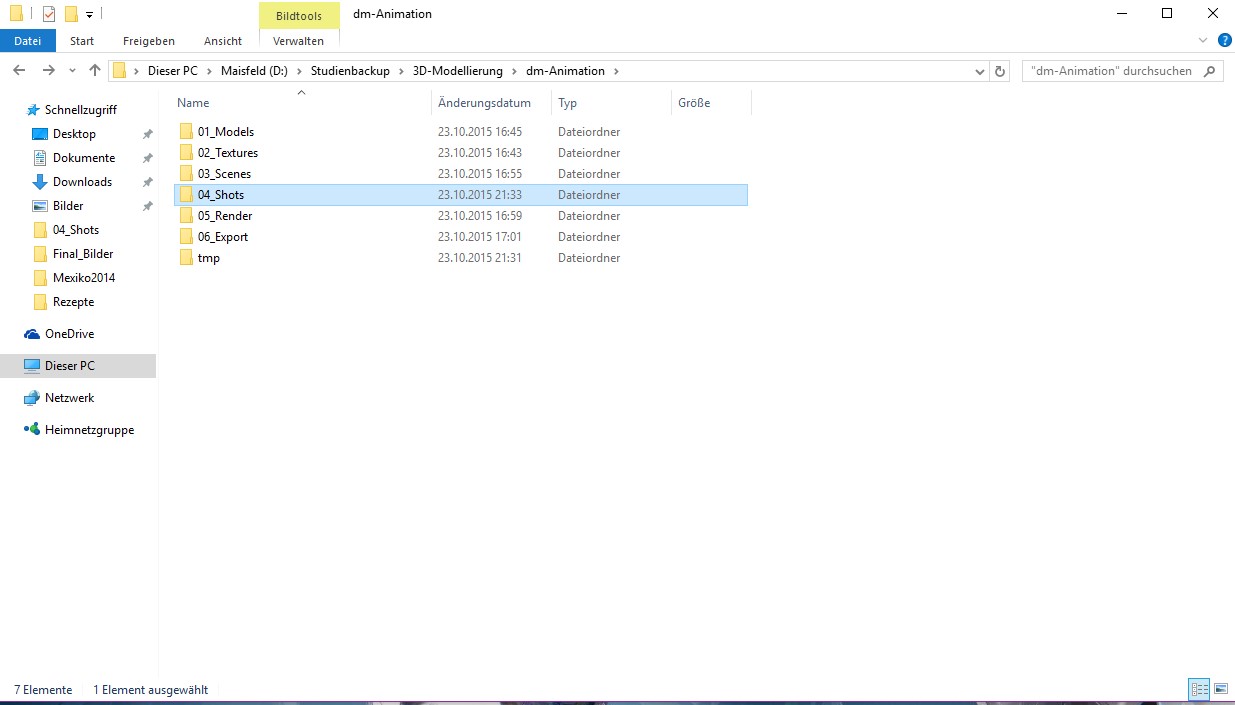 Bildtools dm-Animation
Datei Start Freigeben Ansicht Verwalten ?
Dieser PC Maisfeld (D:) Studienbackup 3D-Modellierung dm-Animation "dm-Animation" durchsuchen
Schnellzugriff
Desktop
Dokumente
Downloads
Bilder
04_Shots
Final_Bilder
Mexiko2014
Rezepte
OneDrive
Dieser PC
Netzwerk
Heimnetzgruppe
Name Änderungsdatum Typ Größe
01_Models 23.10.2015 16:45 Dateiordner
02_Textures 23.10.2015 16:43 Dateiordner
03_Scenes 23.10.2015 16:55 Dateiordner
04_Shots 23.10.2015 21:33 Dateiordner
05_Render 23.10.2015 16:59 Dateiordner
06_Export 23.10.2015 17:01 Dateiordner
tmp 23.10.2015 21:31 Dateiordner
7 Elemente 1 Element ausgewählt